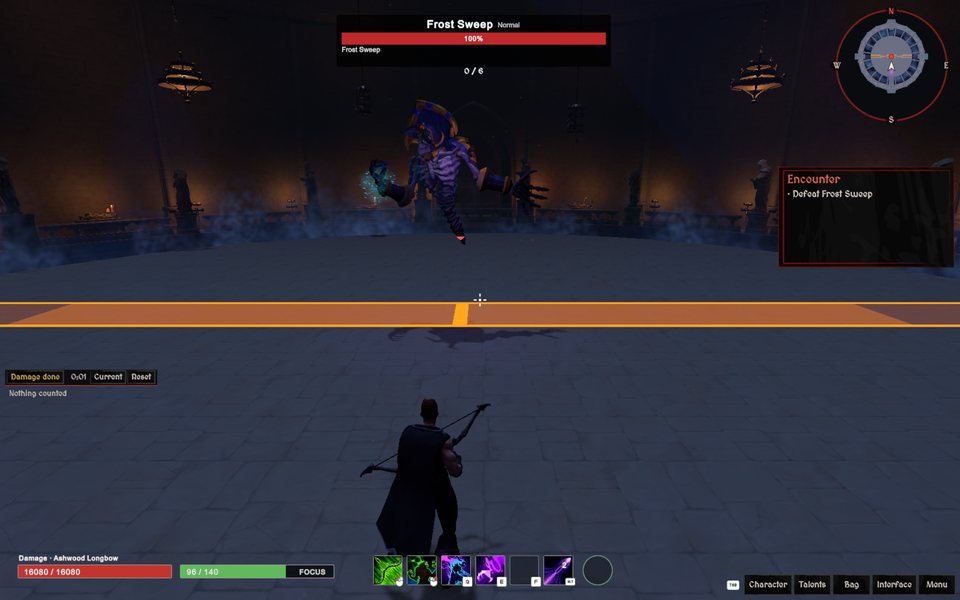 Frost Sweep Normal
100%
Frost Sweep
0 / 6
N
W E
S
Encounter
• Defeat Frost Sweep
Damage done 0:01 Current Reset
Nothing counted
Damage · Ashwood Longbow
16080 / 16080
96 / 140 FOCUS
Q E F
Character Talents Bag Interface Menu